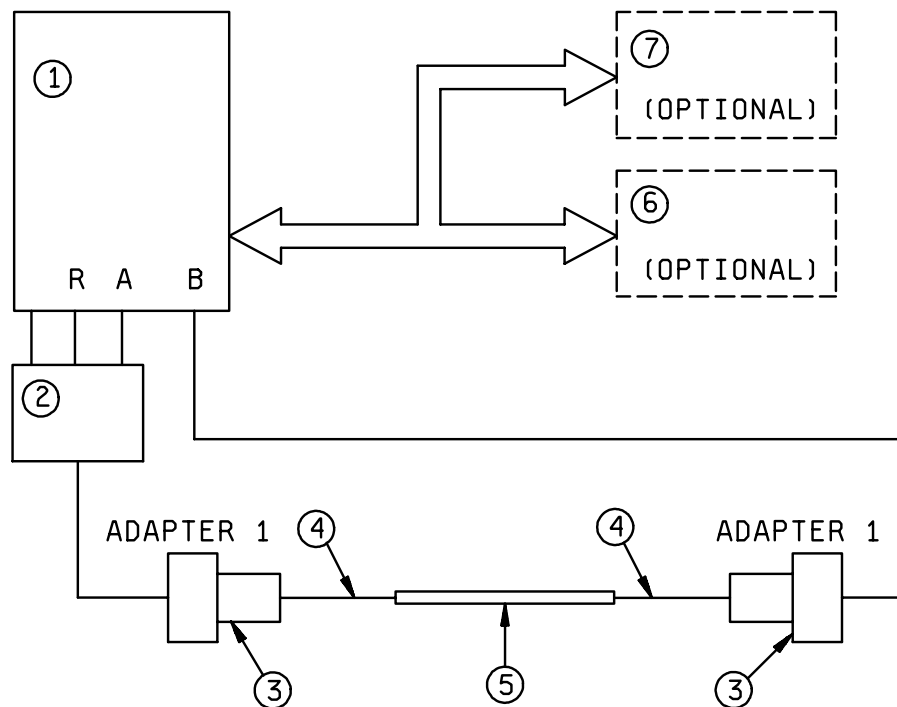 1
7
(OPTIONAL)
6
(OPTIONAL)
R A B
2
ADAPTER 1 4 4 ADAPTER 1
3 5 3